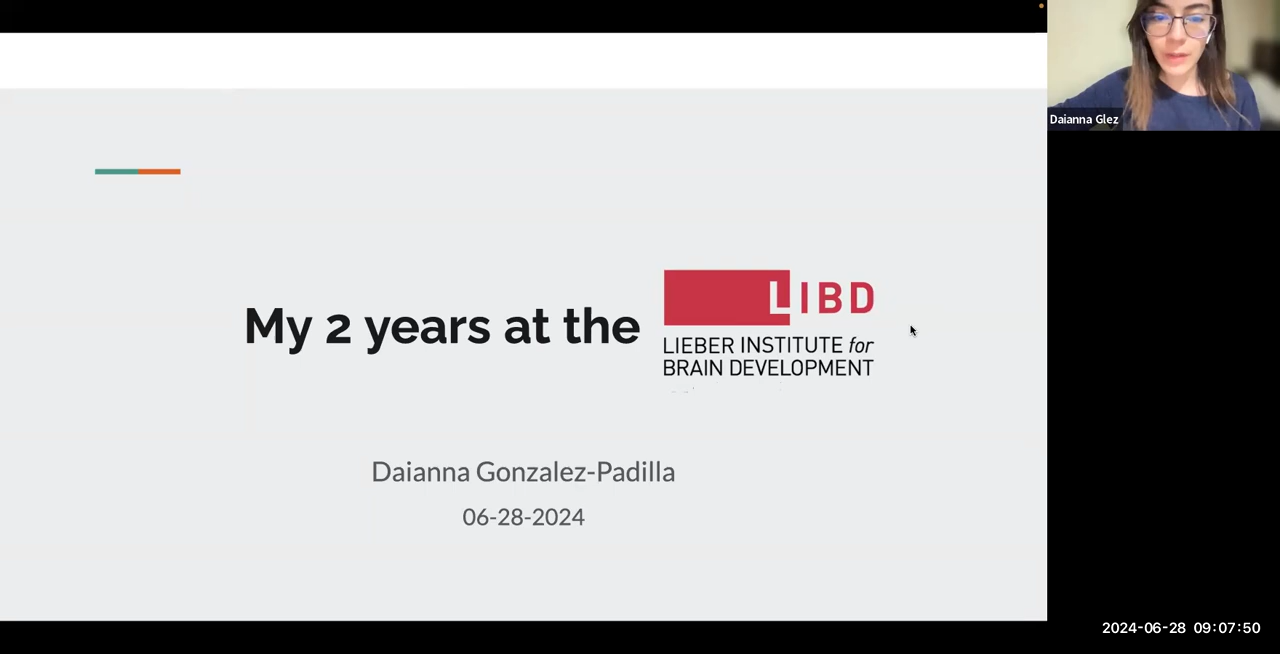 Daianna Glez
My 2 years at the
LIBD
LIEBER INSTITUTE for
BRAIN DEVELOPMENT
Daianna Gonzalez-Padilla
06-28-2024
2024-06-28 09:07:50